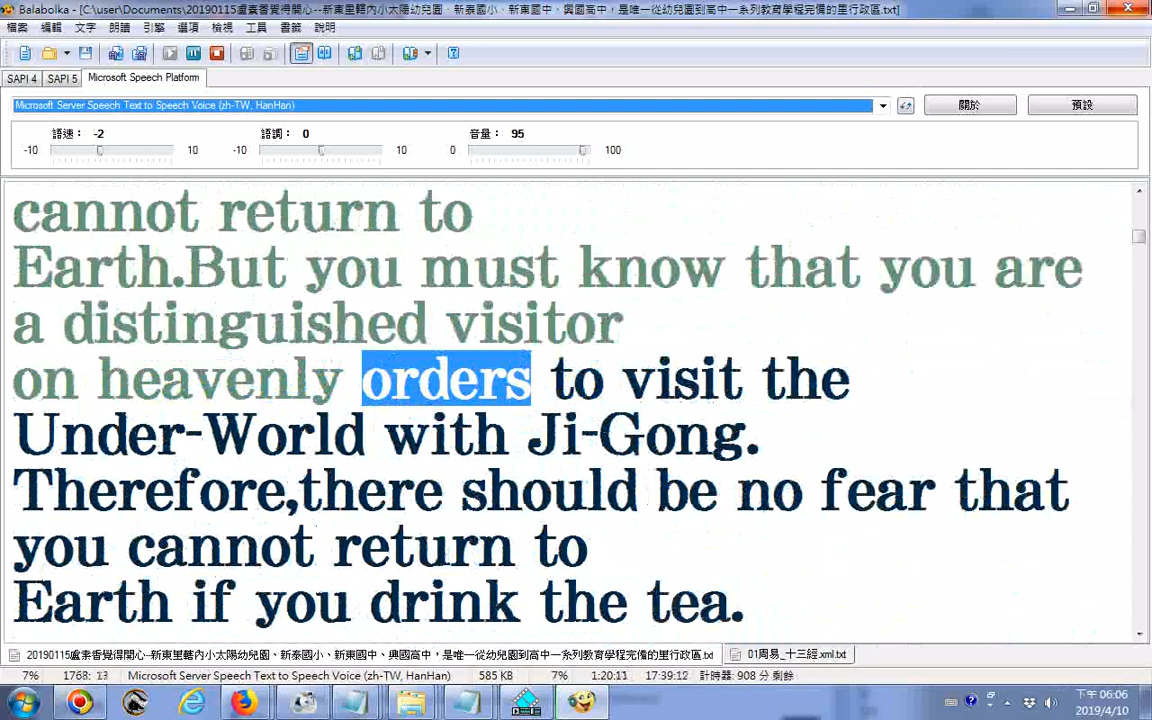 Balabolka - [C:\user\Documents\20190115盧素香覺得開心--新東里轄內小太陽幼兒園、新泰國小、新東國中、興國高中，是唯一從幼兒園到高中一系列教育學程完備的里行政區.txt]
檔案 編輯 文字 朗讀 引擎 選項 檢視 工具 書籤 說明
SAPI 4 SAPI 5 Microsoft Speech Platform
Microsoft Server Speech Text to Speech Voice (zh-TW, HanHan) 關於 預設
語速： -2 語調： 0 音量： 95
-10 10 -10 10 0 100
cannot return to
Earth.But you must know that you are
a distinguished visitor
on heavenly orders to visit the
Under-World with Ji-Gong.
Therefore,there should be no fear that
you cannot return to
Earth if you drink the tea.
20190115盧素香覺得開心--新東里轄內小太陽幼兒園、新泰國小、新東國中、興國高中，是唯一從幼兒園到高中一系列教育學程完備的里行政區.txt 01周易_十三經.xml.txt
7% 1768: 13 Microsoft Server Speech Text to Speech Voice (zh-TW, HanHan) 585 KB 7% 1:20:11 17:39:12 計時器: 908 分 剩餘
下午 06:06
2019/4/10